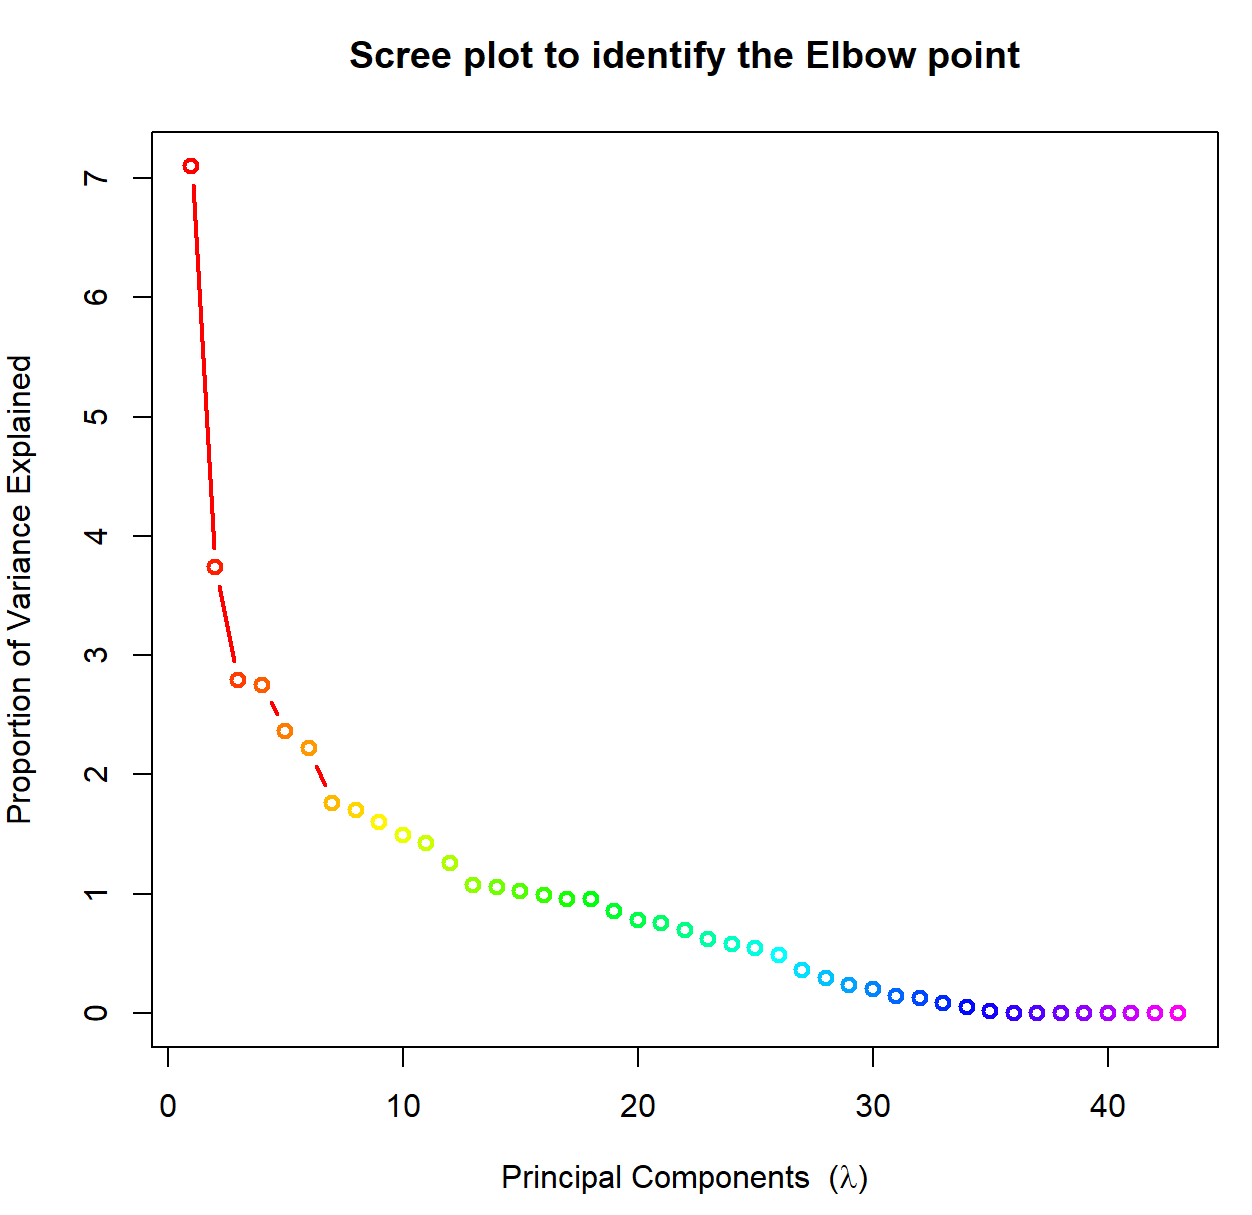 Scree plot to identify the Elbow point
Proportion of Variance Explained
7
6
5
4
3
2
1
0
0 10 20 30 40
Principal Components (λ)